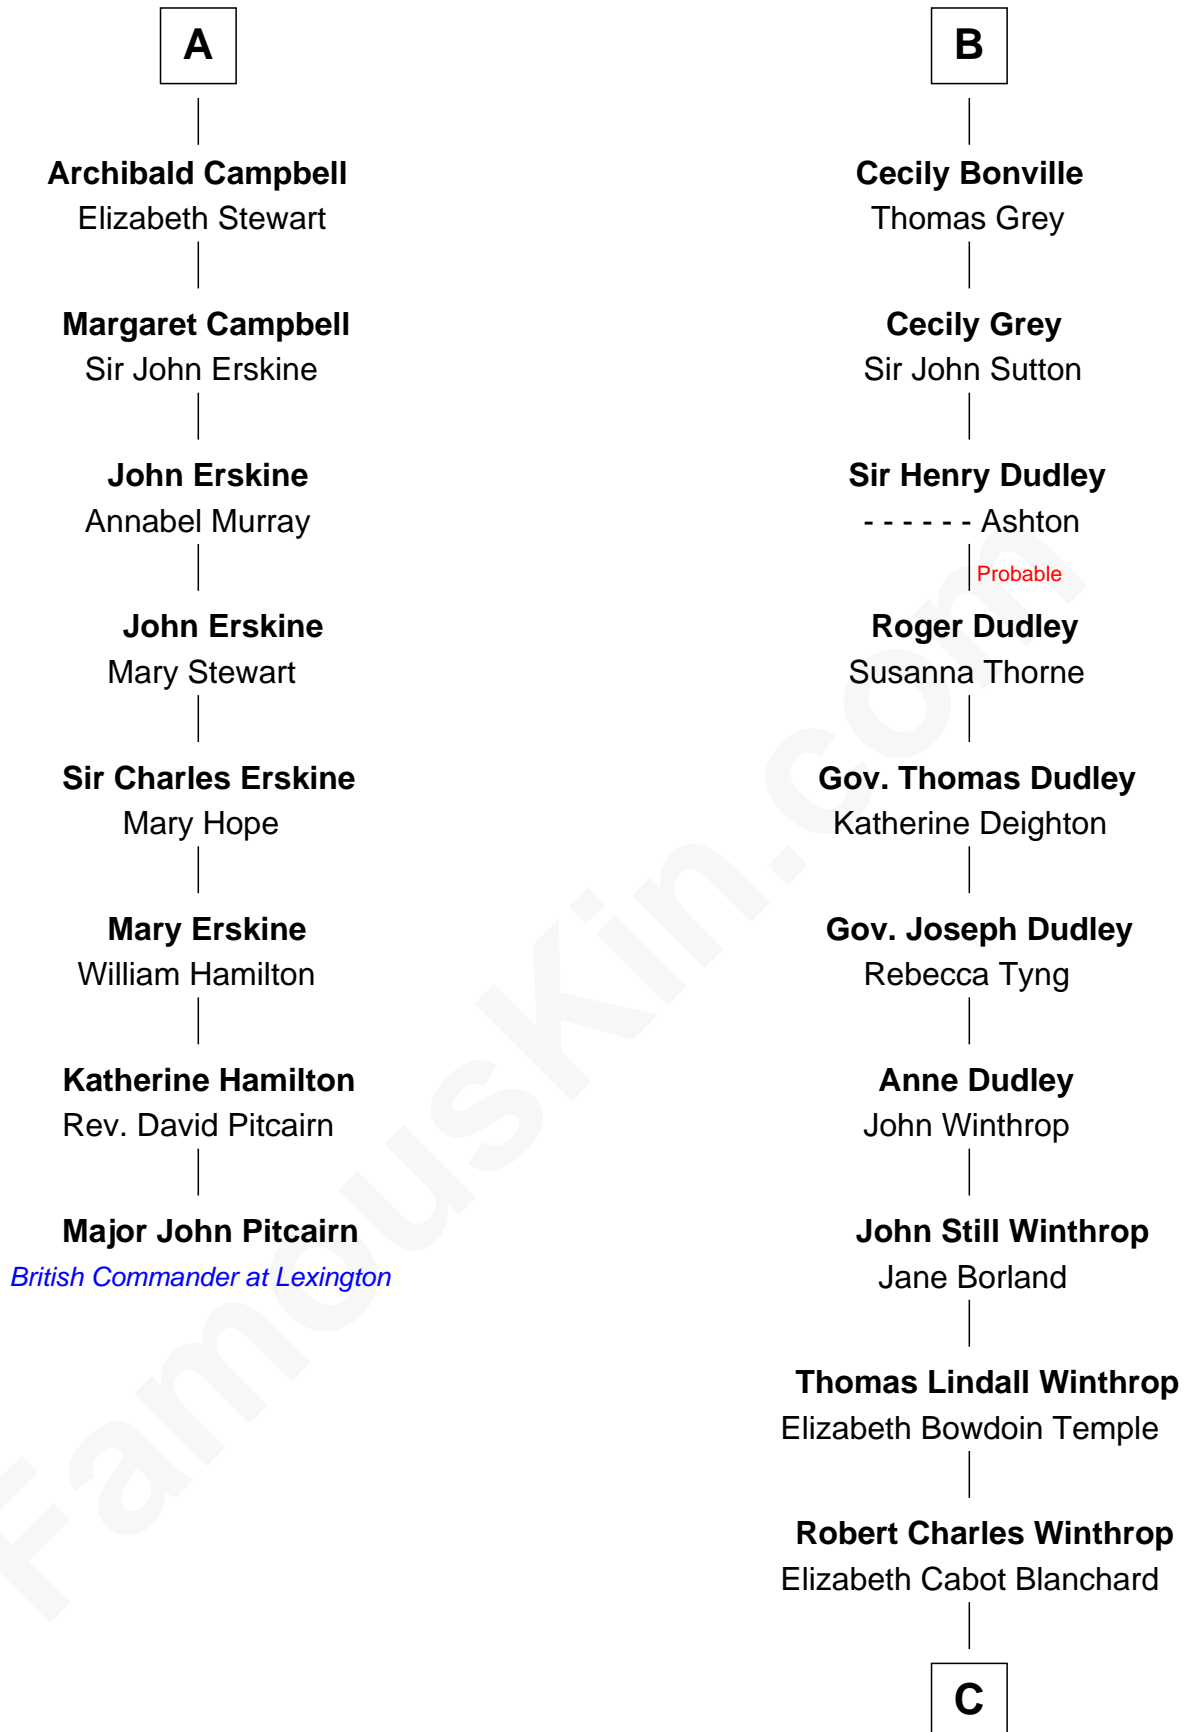 A
Archibald Campbell
Elizabeth Stewart
Margaret Campbell
Sir John Erskine
John Erskine
Annabel Murray
John Erskine
Mary Stewart
Sir Charles Erskine
Mary Hope
Mary Erskine
William Hamilton
Katherine Hamilton
Rev. David Pitcairn
Major John Pitcairn
British Commander at Lexington
B
Cecily Bonville
Thomas Grey
Cecily Grey
Sir John Sutton
Sir Henry Dudley
- - - - - - Ashton
Probable
Roger Dudley
Susanna Thorne
Gov. Thomas Dudley
Katherine Deighton
Gov. Joseph Dudley
Rebecca Tyng
Anne Dudley
John Winthrop
John Still Winthrop
Jane Borland
Thomas Lindall Winthrop
Elizabeth Bowdoin Temple
Robert Charles Winthrop
Elizabeth Cabot Blanchard
C
FamousKin.com